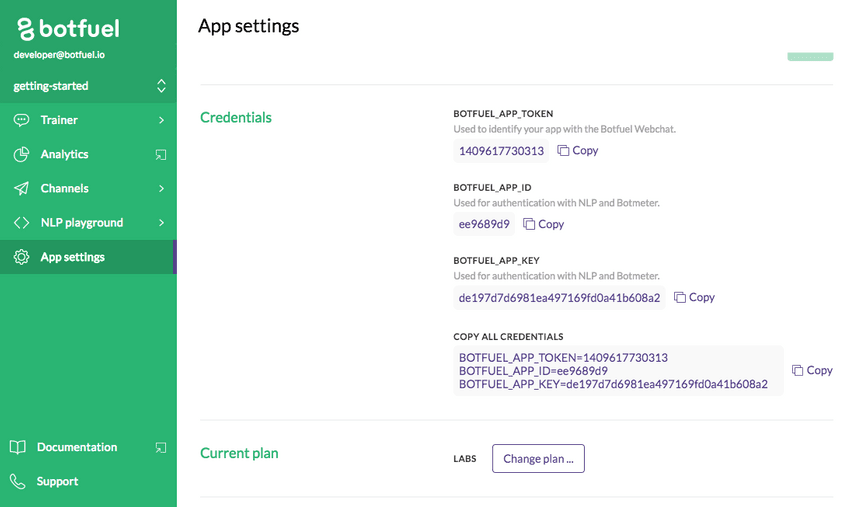 botfuel
developer@botfuel.io
getting-started
Trainer
Analytics
Channels
NLP playground
App settings
Documentation
Support
App settings
Credentials
BOTFUEL_APP_TOKEN
Used to identify your app with the Botfuel Webchat.
1409617730313 Copy
BOTFUEL_APP_ID
Used for authentication with NLP and Botmeter.
ee9689d9 Copy
BOTFUEL_APP_KEY
Used for authentication with NLP and Botmeter.
de197d7d6981ea497169fd0a41b608a2 Copy
COPY ALL CREDENTIALS
BOTFUEL_APP_TOKEN=1409617730313
BOTFUEL_APP_ID=ee9689d9 Copy
BOTFUEL_APP_KEY=de197d7d6981ea497169fd0a41b608a2
Current plan
LABS Change plan ...